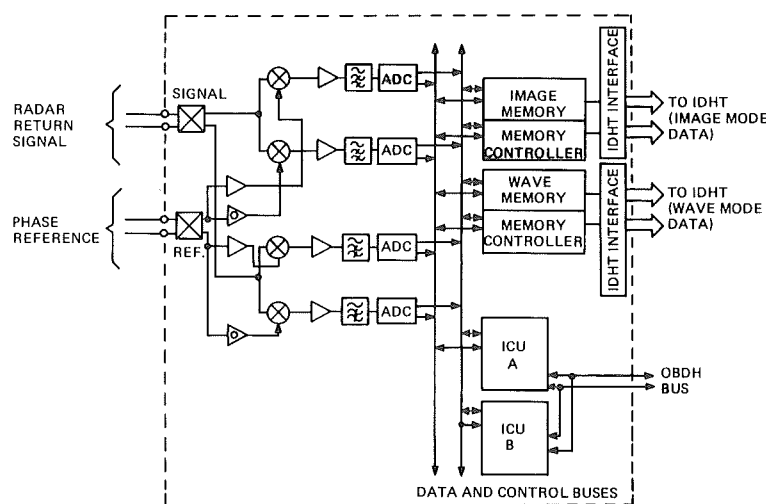 RADAR
RETURN
SIGNAL
SIGNAL
PHASE
REFERENCE
REF.
ADC
ADC
ADC
ADC
IMAGE
MEMORY
MEMORY
CONTROLLER
WAVE
MEMORY
MEMORY
CONTROLLER
IDHT INTERFACE
IDHT INTERFACE
TO IDHT
(IMAGE MODE
DATA)
TO IDHT
(WAVE MODE
DATA)
ICU
A
ICU
B
OBDH
BUS
DATA AND CONTROL BUSES